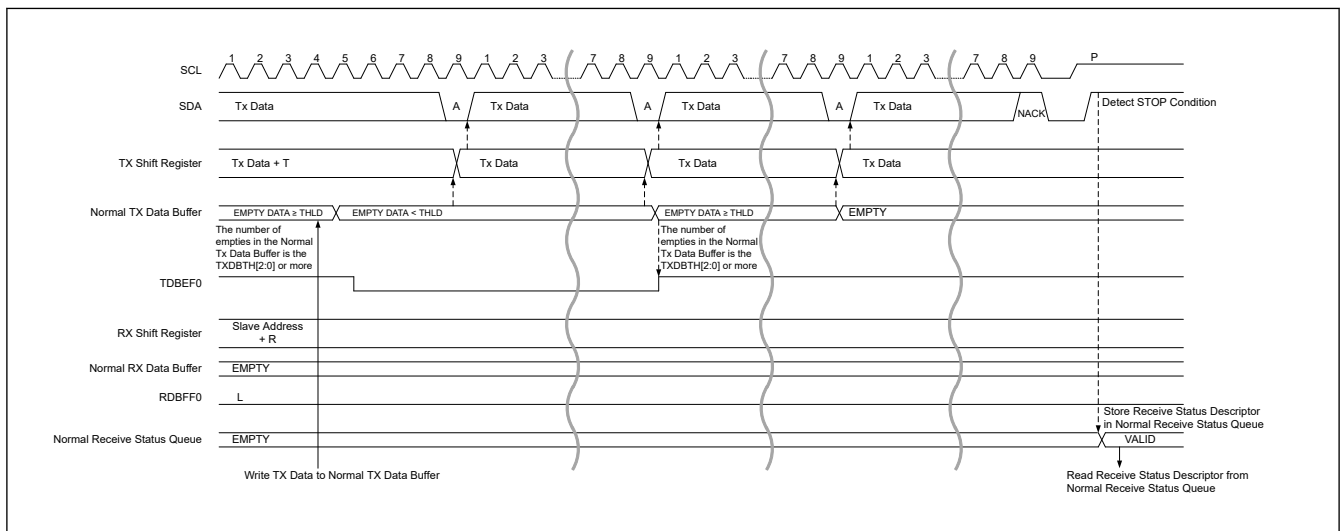 1 2 3 4 5 6 7 8 9 1 2 3 7 8 9 1 2 3 7 8 9 1 2 3 7 8 9 P
SCL
SDA Tx Data A Tx Data A Tx Data A Tx Data NACK Detect STOP Condition
TX Shift Register Tx Data + T Tx Data Tx Data Tx Data
Normal TX Data Buffer EMPTY DATA ≥ THLD EMPTY DATA < THLD EMPTY DATA ≥ THLD EMPTY
The number of
empties in the Normal
Tx Data Buffer is the
TXDBTH[2:0] or more
The number of
empties in the Normal
Tx Data Buffer is the
TXDBTH[2:0] or more
TDBEF0
RX Shift Register Slave Address
+ R
Normal RX Data Buffer EMPTY
RDBFF0 L
Store Receive Status Descriptor
in Normal Receive Status Queue
Normal Receive Status Queue EMPTY VALID
Write TX Data to Normal TX Data Buffer
Read Receive Status Descriptor from
Normal Receive Status Queue